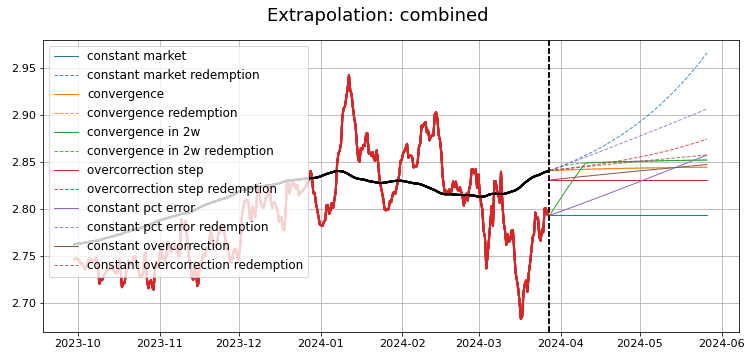 Extrapolation: combined
constant market
constant market redemption
convergence
convergence redemption
convergence in 2w
convergence in 2w redemption
overcorrection step
overcorrection step redemption
constant pct error
constant pct error redemption
constant overcorrection
constant overcorrection redemption
2.95
2.90
2.85
2.80
2.75
2.70
2023-10 2023-11 2023-12 2024-01 2024-02 2024-03 2024-04 2024-05 2024-06